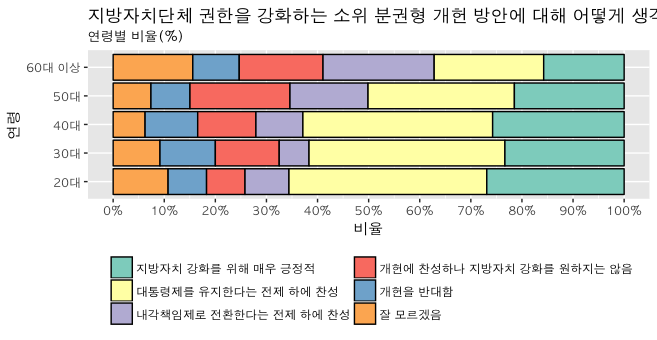 지방자치단체 권한을 강화하는 소위 분권형 개헌 방안에 대해 어떻게
연령별 비율(%)
60대 이상
50대
40대
30대
20대
연령
0% 10% 20% 30% 40% 50% 60% 70% 80% 90% 100%
비율
지방자치 강화를 위해 매우 긍정적 개헌에 찬성하나 지방자치 강화를 원하지는 않음
대통령제를 유지한다는 전제 하에 찬성 개헌을 반대함
내각책임제로 전환한다는 전제 하에 찬성 잘 모르겠음